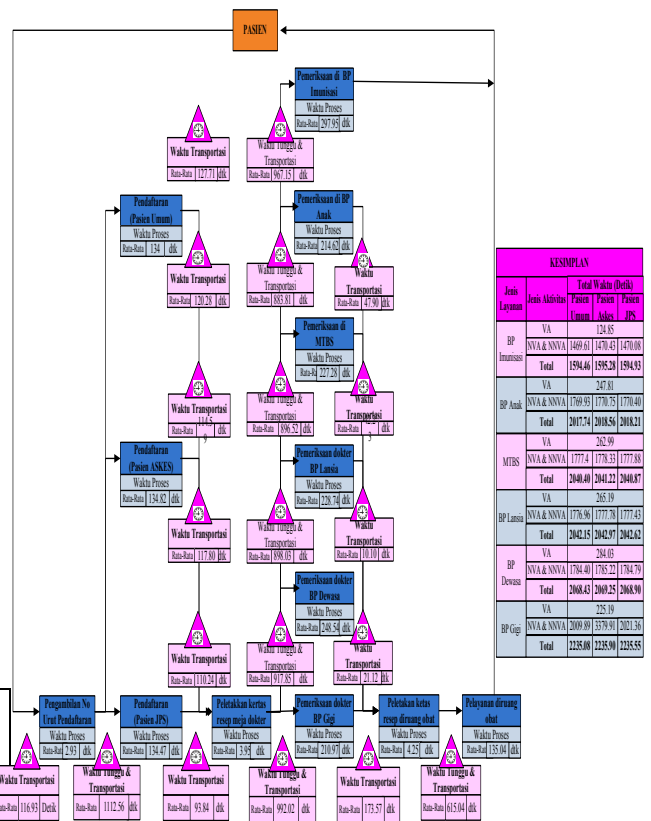 PASIEN
Pemeriksaan di BP
Imunisasi
Waktu Proses
Rata-Rata 297.95 dtk
Waktu Transportasi
Rata-Rata 127.71 dtk
Waktu Tunggu &
Transportasi
Rata-Rata 967.15 dtk
Pendaftaran
(Pasien Umum)
Waktu Proses
Rata-Rata 134 dtk
Pemeriksaan di BP
Anak
Waktu Proses
Rata-Rata 214.62 dtk
Waktu Transportasi
Rata-Rata 120.28 dtk
Waktu Tunggu &
Transportasi
Rata-Rata 883.81 dtk
Waktu
Transportasi
Rata-Rata 47.90 dtk
Pemeriksaan di
MTBS
Waktu Proses
Rata-Ra 227.28 dtk
Waktu Transportasi
Rata-Rata 114.5 dtk
9
Waktu Tunggu &
Transportasi
Rata-Rata 896.52 dtk
Waktu
Transportasi
Rata-Rata dtk
3
Pendaftaran
(Pasien ASKES)
Waktu Proses
Rata-Rata 134.82 dtk
Pemeriksaan dokter
BP Lansia
Waktu Proses
Rata-Rata 228.74 dtk
Waktu Transportasi
Rata-Rata 117.80 dtk
Waktu Tunggu &
Transportasi
Rata-Rata 898.03 dtk
Waktu
Transportasi
Rata-Rata 10.10 dtk
Pemeriksaan dokter
BP Dewasa
Waktu Proses
Rata-Rata 248.54 dtk
Waktu Transportasi
Rata-Rata 110.24 dtk
Waktu Tunggu &
Transportasi
Rata-Rata 917.85 dtk
Waktu
Transportasi
Rata-Rata 21.12 dtk
Pengambilan No
Urut Pendaftaran
Waktu Proses
Rata-Rata 2.93 dtk
Pendaftaran
(Pasien JPS)
Waktu Proses
Rata-Rata 134.47 dtk
Peletakkan kertas
resep meja dokter
Waktu Proses
Rata-Rata 3.95 dtk
Pemeriksaan dokter
BP Gigi
Waktu Proses
Rata-Rata 210.97 dtk
Peletakan ketas
resep diruang obat
Waktu Proses
Rata-Rata 4.25 dtk
Pelayanan diruang
obat
Waktu Proses
Rata-Rata 135.04 dtk
Waktu Transportasi
Rata-Rata 116.93 Detik
Waktu Tunggu &
Transportasi
Rata-Rata 1112.56 dtk
Waktu Transportasi
Rata-Rata 93.84 dtk
Waktu Tunggu &
Transportasi
Rata-Rata 992.02 dtk
Waktu Transportasi
Rata-Rata 173.57 dtk
Waktu Tunggu &
Transportasi
Rata-Rata 615.04 dtk
KESIMPLAN
Jenis Layanan Jenis Aktivitas Total Waktu (Detik)
Pasien Umum Pasien Askes Pasien JPS
BP Imunisasi
VA 124.85
NVA & NNVA 1469.61 1470.43 1470.08
Total 1594.46 1595.28 1594.93
BP Anak
VA 247.81
NVA & NNVA 1769.93 1770.75 1770.40
Total 2017.74 2018.56 2018.21
MTBS
VA 262.99
NVA & NNVA 1777.4 1778.33 1777.88
Total 2040.40 2041.22 2040.87
BP Lansia
VA 265.19
NVA & NNVA 1776.96 1777.78 1777.43
Total 2042.15 2042.97 2042.62
BP Dewasa
VA 284.03
NVA & NNVA 1784.40 1785.22 1784.79
Total 2068.43 2069.25 2068.90
BP Gigi
VA 225.19
NVA & NNVA 2009.89 3379.91 2021.36
Total 2235.08 2235.90 2235.55